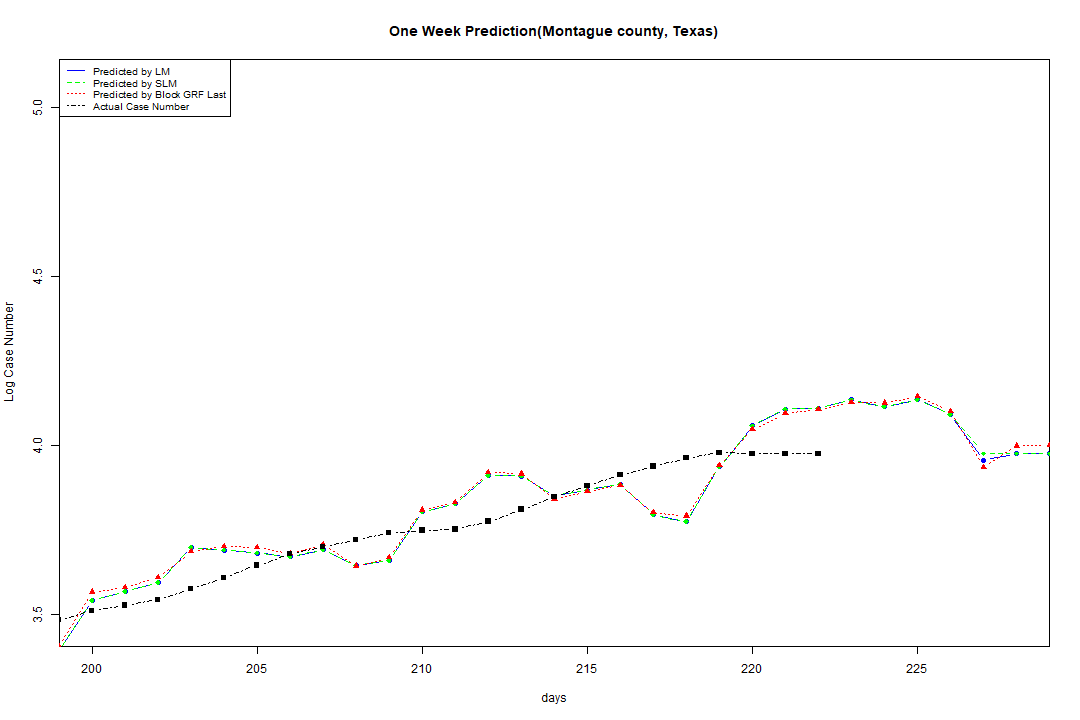 One Week Prediction(Montague county, Texas)
Predicted by LM
Predicted by SLM
Predicted by Block GRF Last
Actual Case Number
5.0
4.5
4.0
3.5
Log Case Number
200 205 210 215 220 225
days